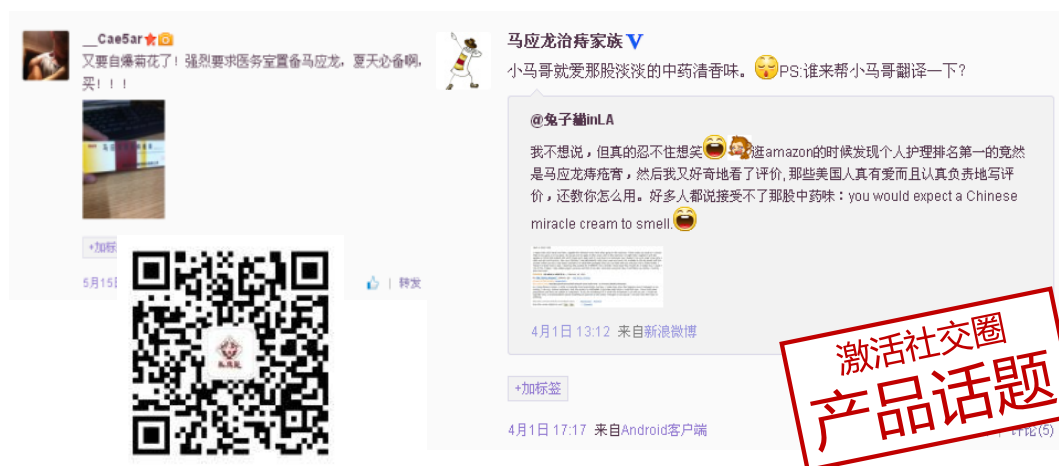 __Cae5ar
又要自爆菊花了！强烈要求医务室置备马应龙，夏天必备啊，
买！！！
马应龙
+加标
5月15日
转发
马应龙治痔家族
小马哥就爱那股淡淡的中药清香味。PS:谁来帮小马哥翻译一下?
@兔子貓inLA
我不想说，但真的忍不住想笑 逛amazon的时候发现个人护理排名第一的竟然
是马应龙痔疮膏，然后我又好奇地看了评价,那些美国人真有爱而且认真负责地写评
价，还教你怎么用。好多人都说接受不了那股中药味：you would expect a Chinese
miracle cream to smell.
4月1日 13:12 来自新浪微博
+加标签
4月1日 17:17 来自Android客户端
评论(5)
激活社交圈
产品话题